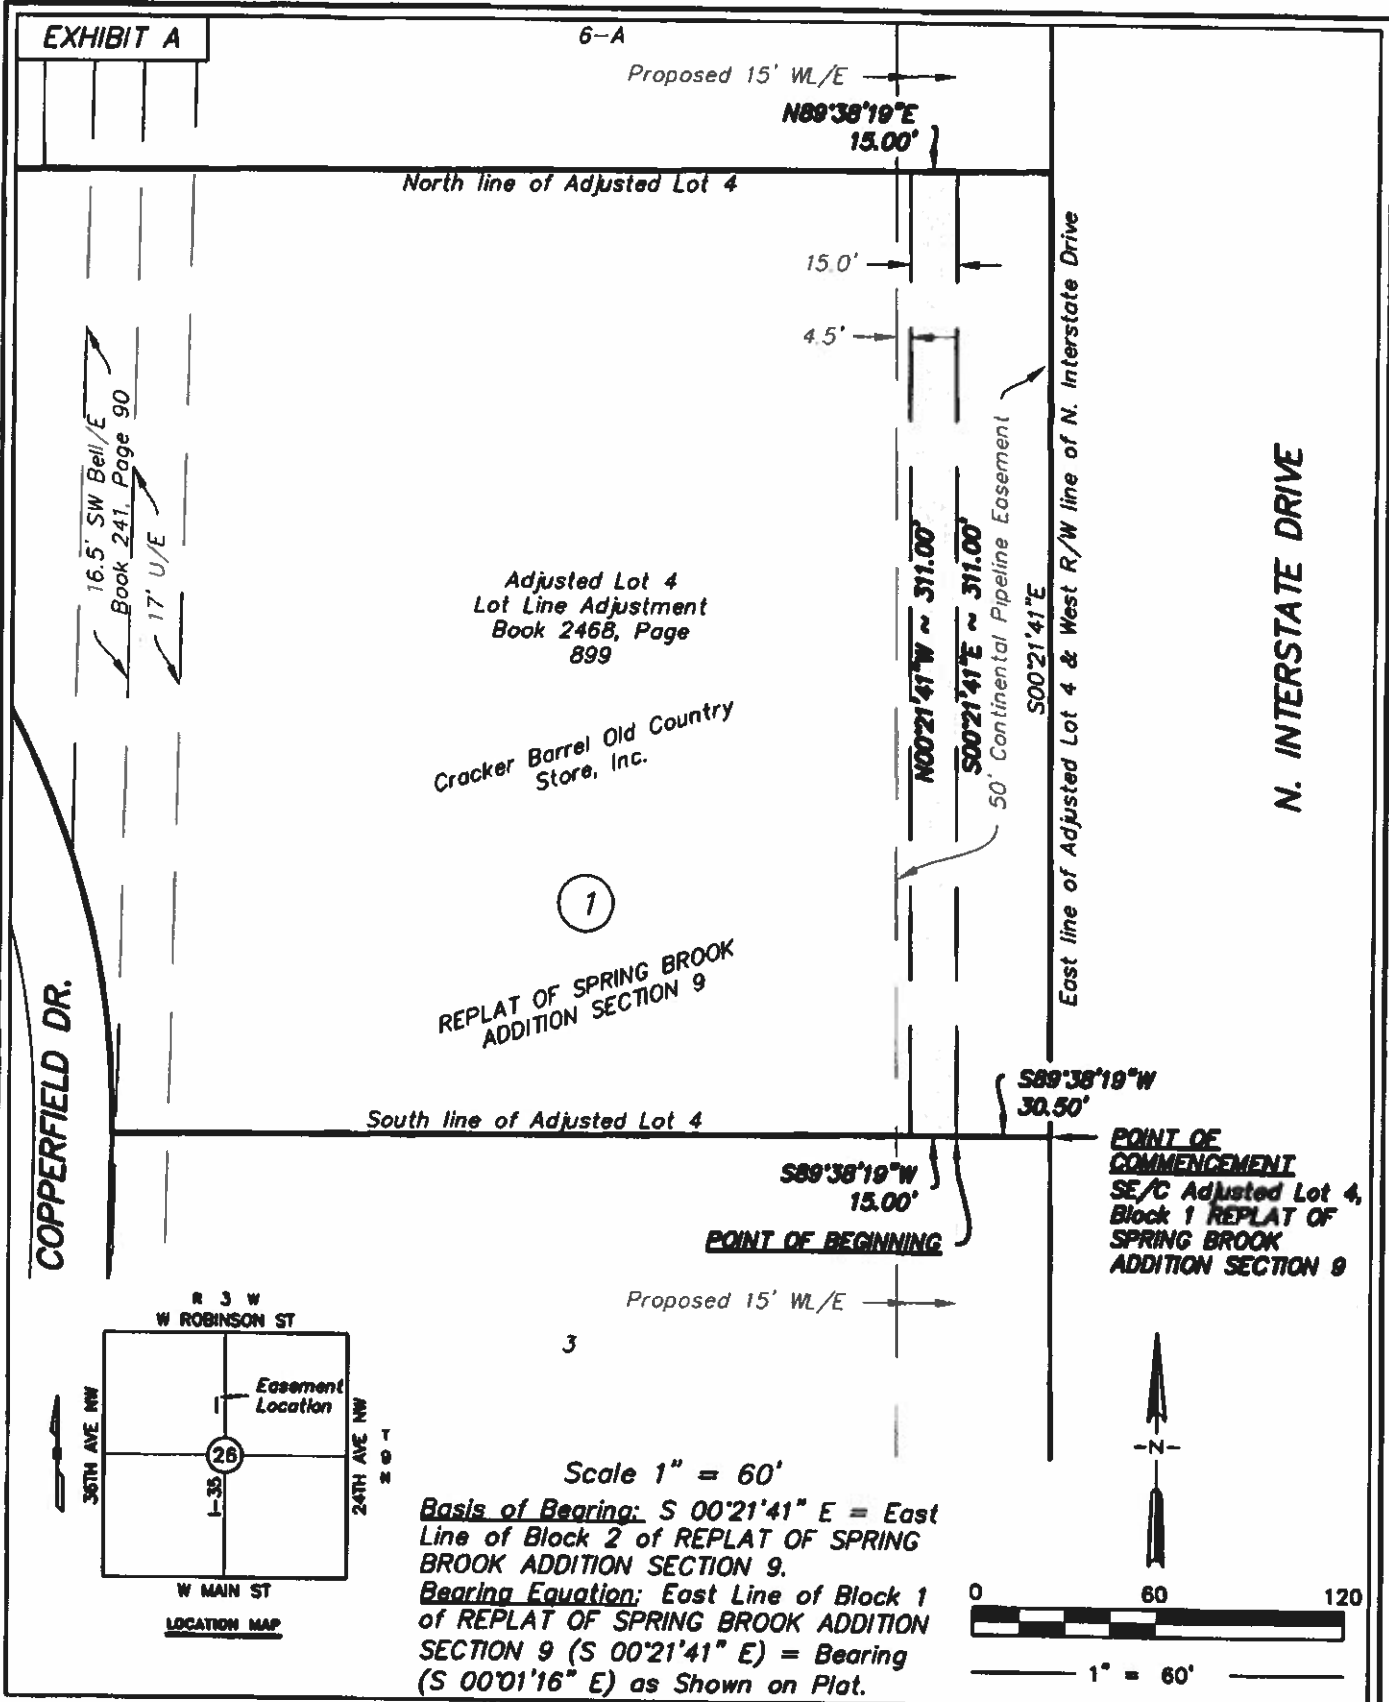 EXHIBIT A
6-A
Proposed 15' WL/E
N89°38'19"E
15.00'
North line of Adjusted Lot 4
15.0'
4.5'
16.5' SW Bell/E
Book 241, Page 90
17' U/E
Adjusted Lot 4
Lot Line Adjustment
Book 2468, Page
899
Cracker Barrel Old Country
Store, Inc.
1
REPLAT OF SPRING BROOK
ADDITION SECTION 9
N00°21'41"W ~ 311.00'
S00°21'41"E ~ 311.00'
50' Continental Pipeline Easement
S00°21'41"E
East line of Adjusted Lot 4 & West R/W line of N. Interstate Drive
N. INTERSTATE DRIVE
COPPERFIELD DR.
South line of Adjusted Lot 4
S89°38'19"W
30.50'
S89°38'19"W
15.00'
POINT OF BEGINNING
POINT OF
COMMENCEMENT
SE/C Adjusted Lot 4,
Block 1 REPLAT OF
SPRING BROOK
ADDITION SECTION 9
Proposed 15' WL/E
3
R 3 W
W ROBINSON ST
Easement
Location
36TH AVE NW
26
I-35
24TH AVE NW
T 9 N
W MAIN ST
LOCATION MAP
-N-
Scale 1" = 60'
Basis of Bearing: S 00°21'41" E = East
Line of Block 2 of REPLAT OF SPRING
BROOK ADDITION SECTION 9.
Bearing Equation: East Line of Block 1
of REPLAT OF SPRING BROOK ADDITION
SECTION 9 (S 00°21'41" E) = Bearing
(S 00°01'16" E) as Shown on Plat.
0 60 120
1" = 60'